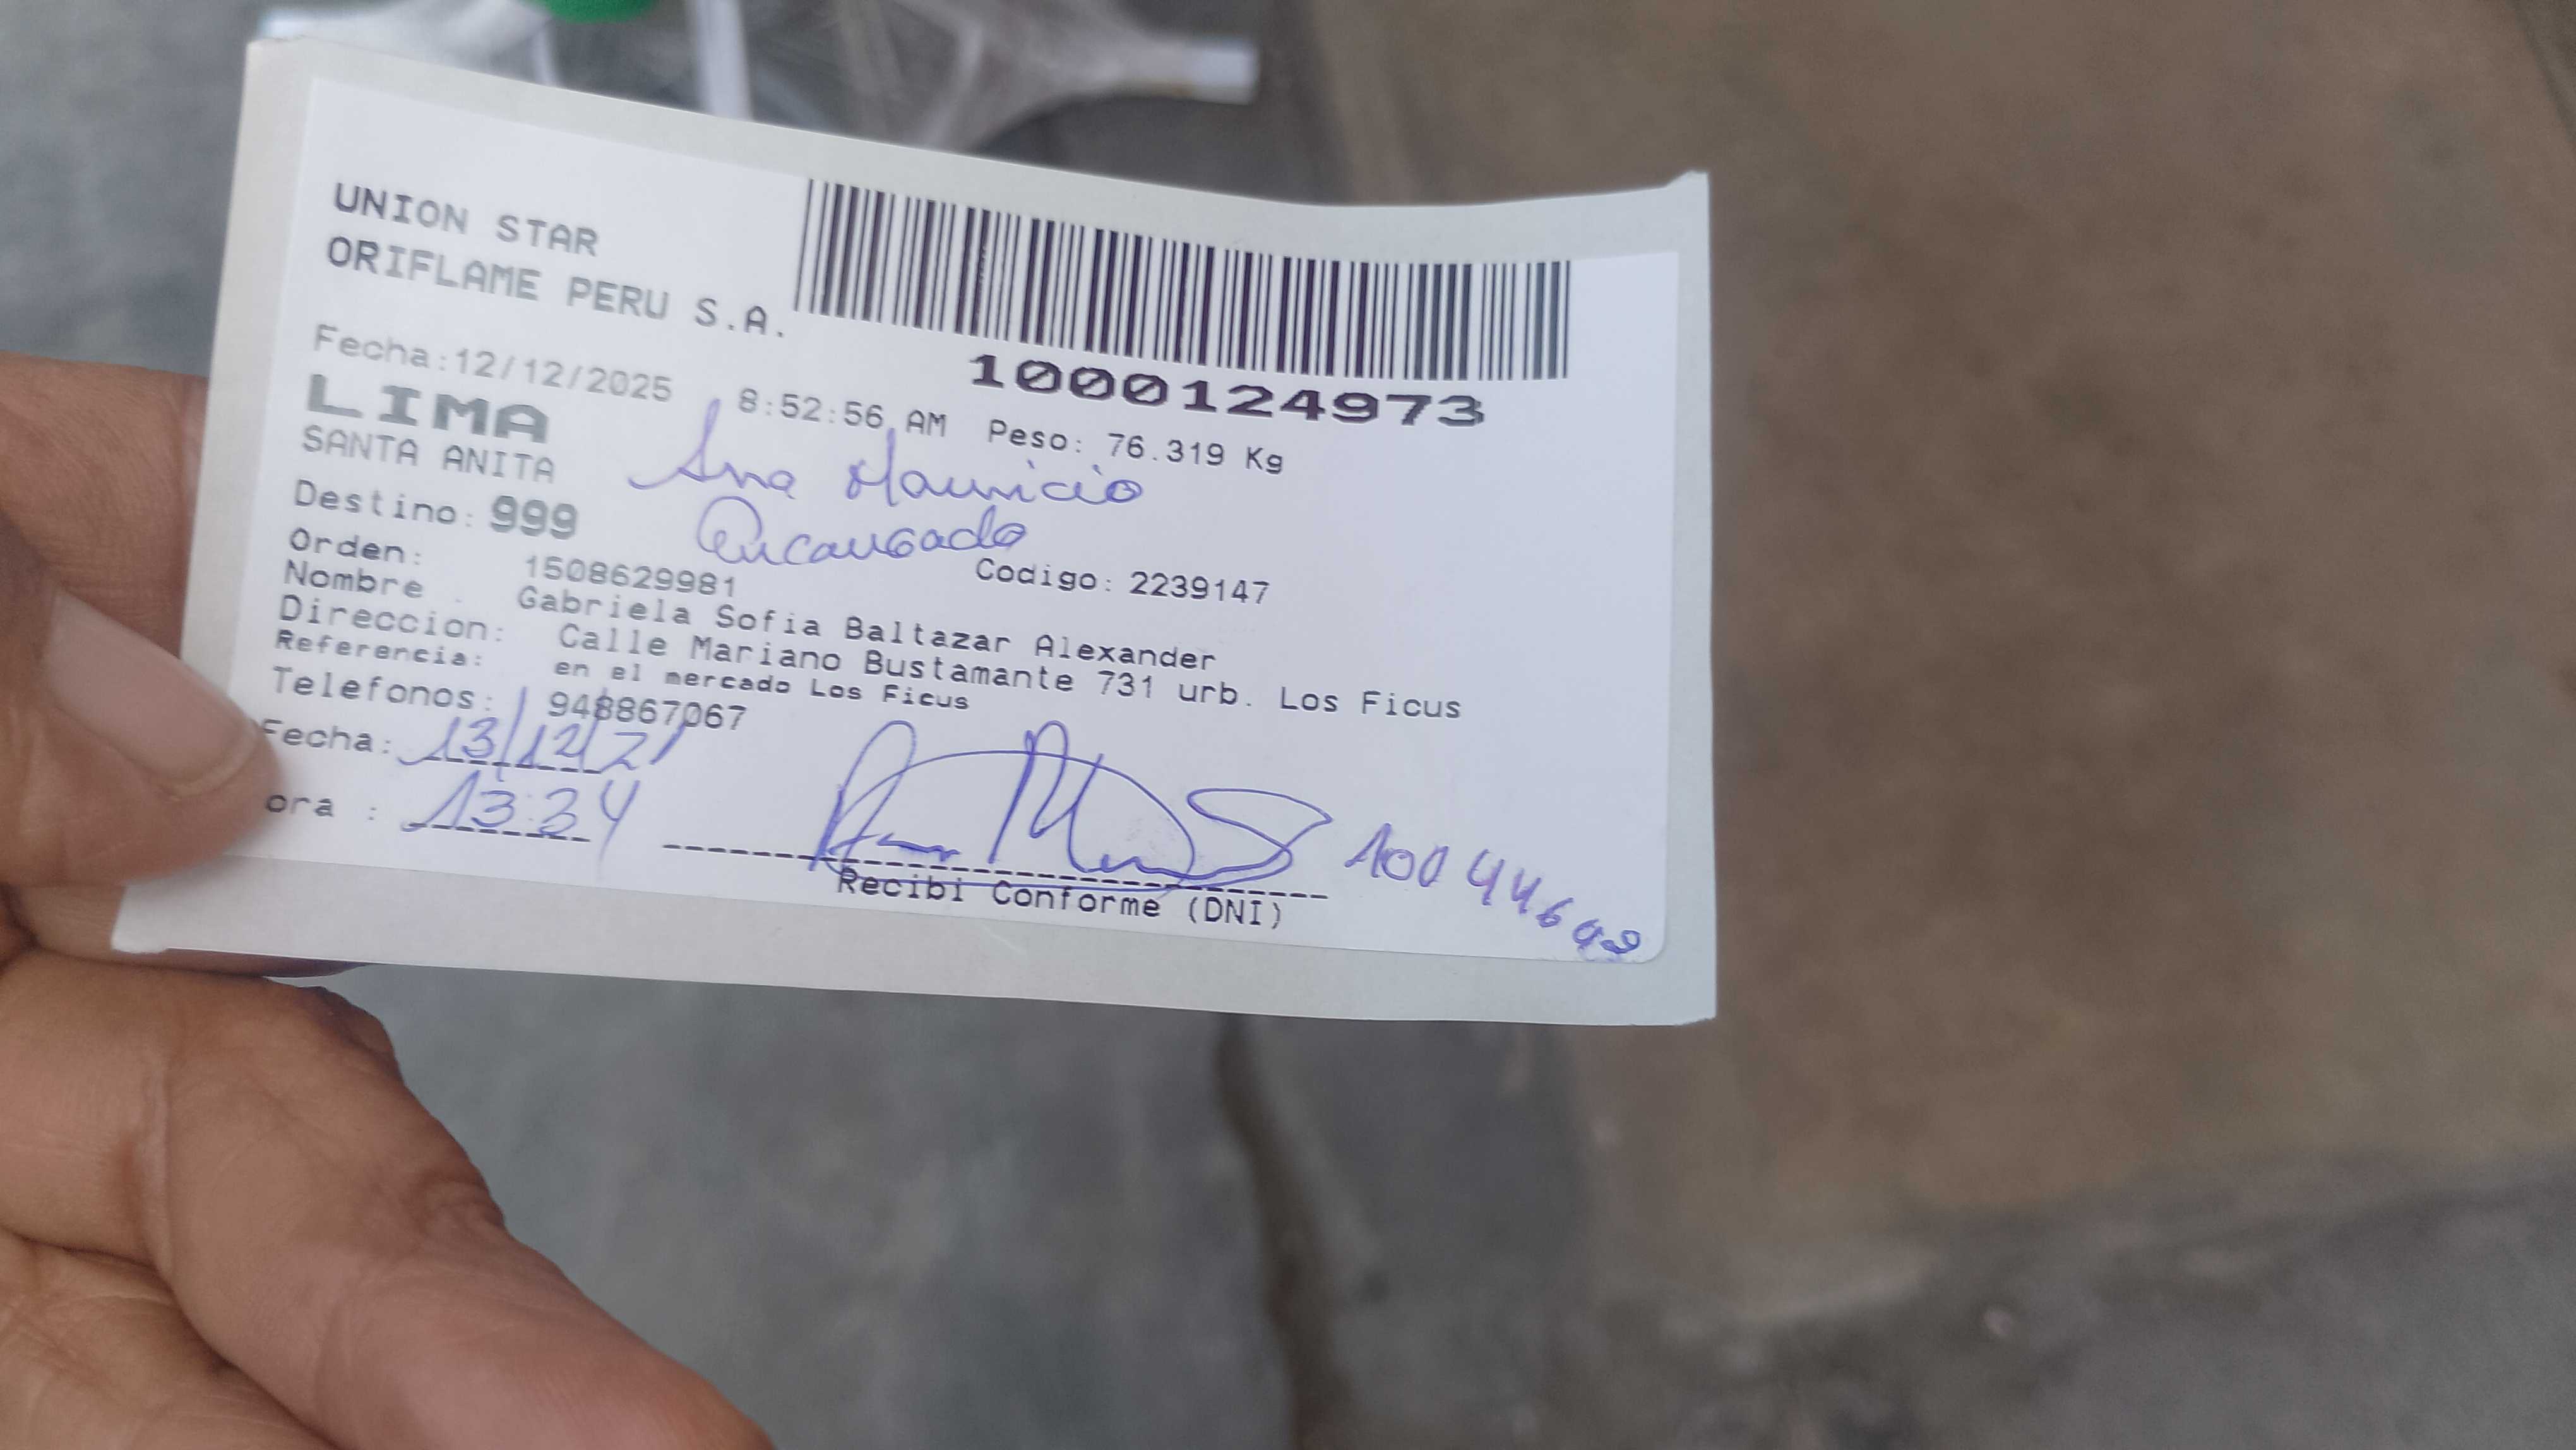 UNION STAR
ORIFLAME PERU S.A.
1000124973
Fecha:12/12/2025 8:52:56 AM Peso: 76.319 Kg
LIMA
SANTA ANITA
Ana Mauricio
Destino: 999
Encargado
Orden: 1508629981 Codigo: 2239147
Nombre Gabriela Sofia Baltazar Alexander
Direccion: Calle Mariano Bustamante 731 urb. Los Ficus
Referencia: en el mercado Los Ficus
Telefonos: 948867067
Fecha: 13/12/2
ora : 13:34
Recibi Conforme (DNI)